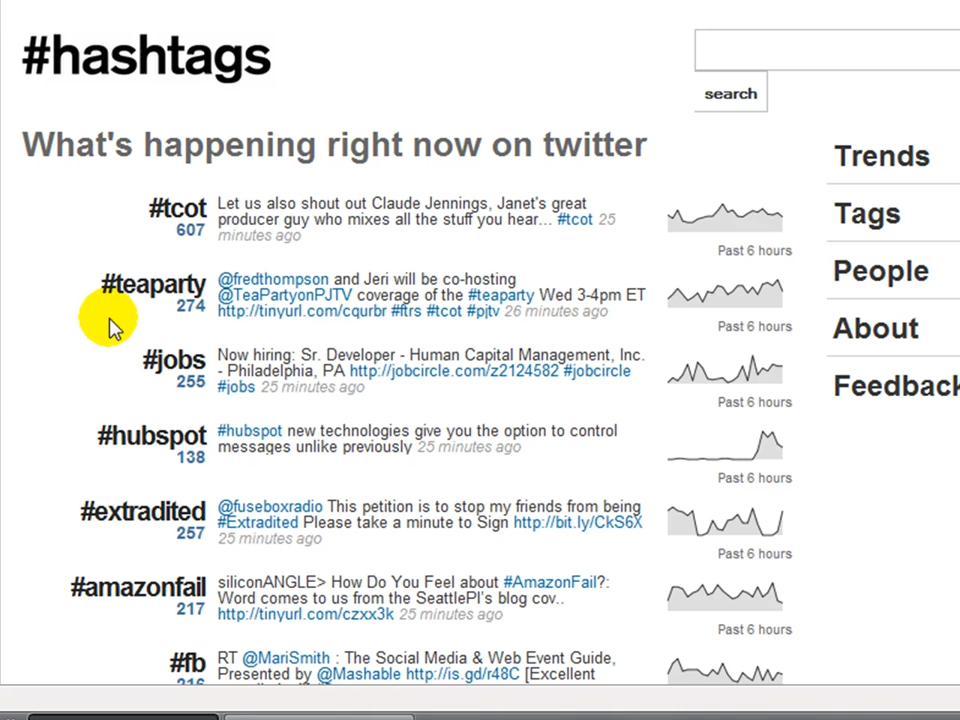 #hashtags
search
What's happening right now on twitter
Trends
Tags
People
About
Feedback
#tcot
607
Let us also shout out Claude Jennings, Janet's great
producer guy who mixes all the stuff you hear... #tcot 25
minutes ago
Past 6 hours
#teaparty
274
@fredthompson and Jeri will be co-hosting
@TeaPartyonPJTV coverage of the #teaparty Wed 3-4pm ET
http://tinyurl.com/cqurbr #ftrs #tcot #pjtv 26 minutes ago
Past 6 hours
#jobs
255
Now hiring: Sr. Developer - Human Capital Management, Inc.
- Philadelphia, PA http://jobcircle.com/z2124582 #jobcircle
#jobs 25 minutes ago
Past 6 hours
#hubspot
138
#hubspot new technologies give you the option to control
messages unlike previously 25 minutes ago
Past 6 hours
#extradited
257
@fuseboxradio This petition is to stop my friends from being
#Extradited Please take a minute to Sign http://bit.ly/CkS6X
25 minutes ago
Past 6 hours
#amazonfail
217
siliconANGLE> How Do You Feel about #AmazonFail?:
Word comes to us from the SeattlePI's blog cov..
http://tinyurl.com/czxx3k 25 minutes ago
Past 6 hours
#fb
RT @MariSmith : The Social Media & Web Event Guide,
Presented by @Mashable http://is.gd/r48C [Excellent